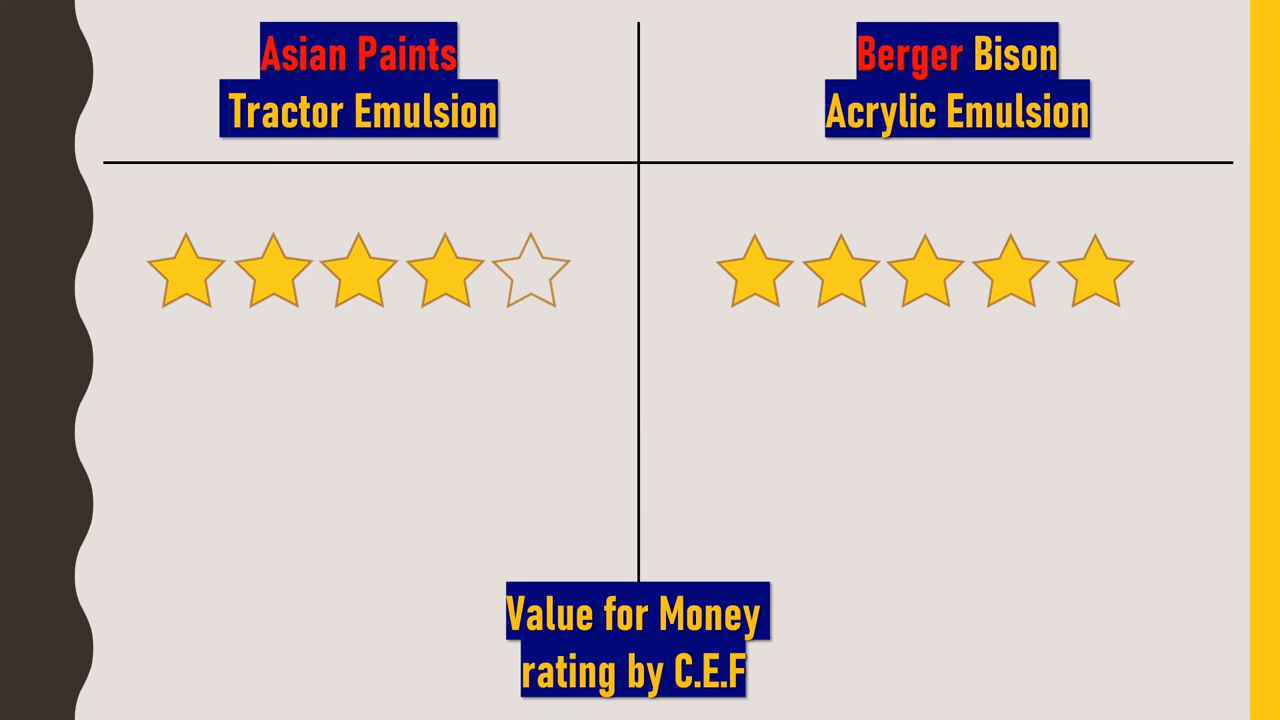 Asian Paints
Tractor Emulsion
Berger Bison
Acrylic Emulsion
Value for Money
rating by C.E.F